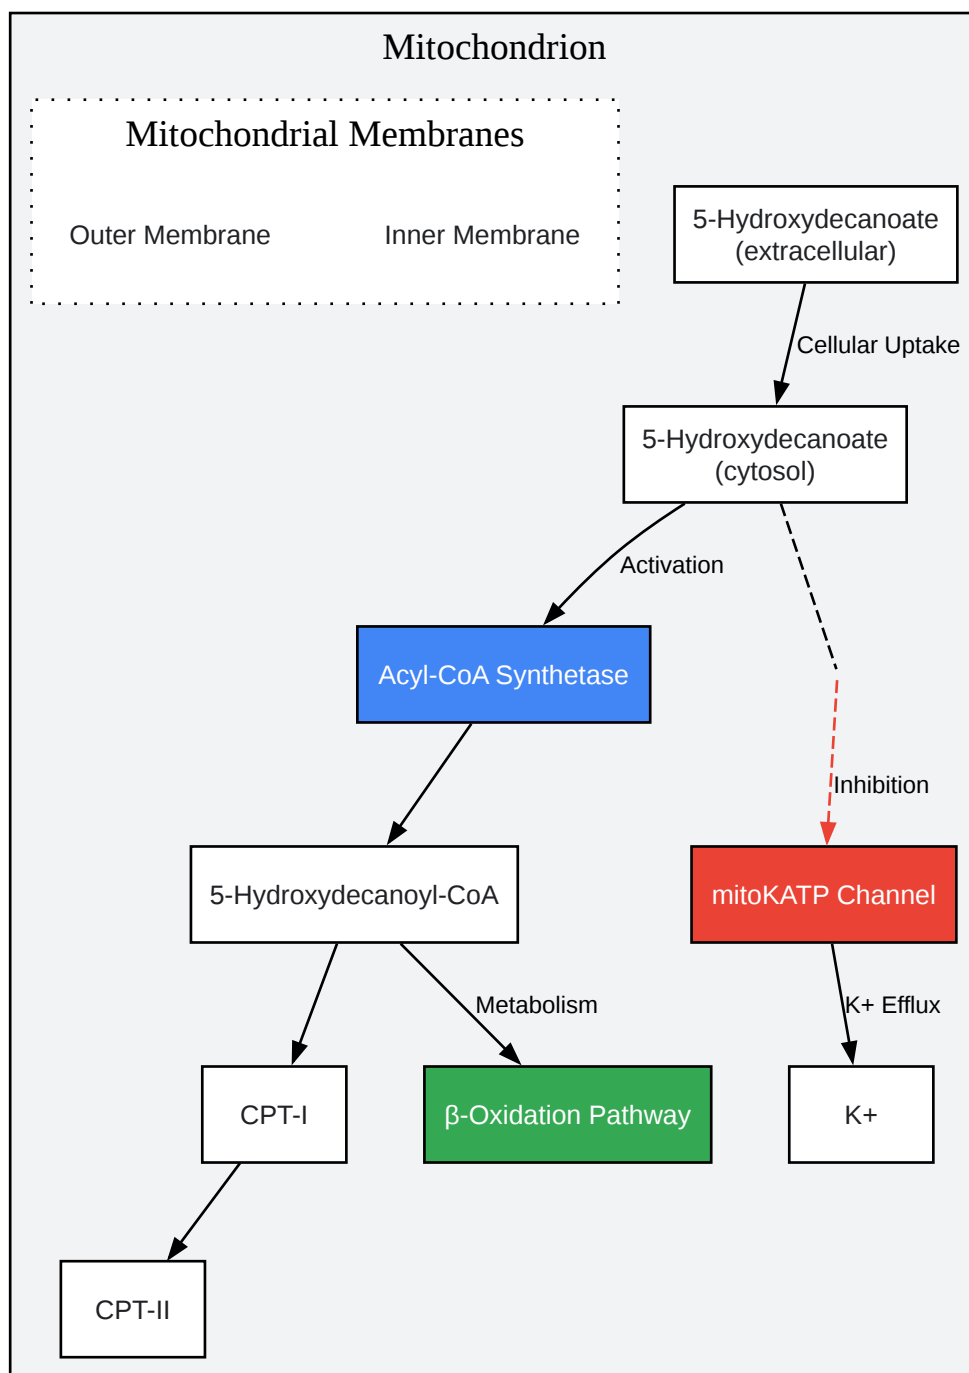 Mitochondrion
Mitochondrial Membranes
Outer Membrane
Inner Membrane
5-Hydroxydecanoate
(extracellular)
Cellular Uptake
5-Hydroxydecanoate
(cytosol)
Activation
Acyl-CoA Synthetase
Inhibition
5-Hydroxydecanoyl-CoA
mitoKATP Channel
Metabolism
K+ Efflux
CPT-I
β-Oxidation Pathway
K+
CPT-II